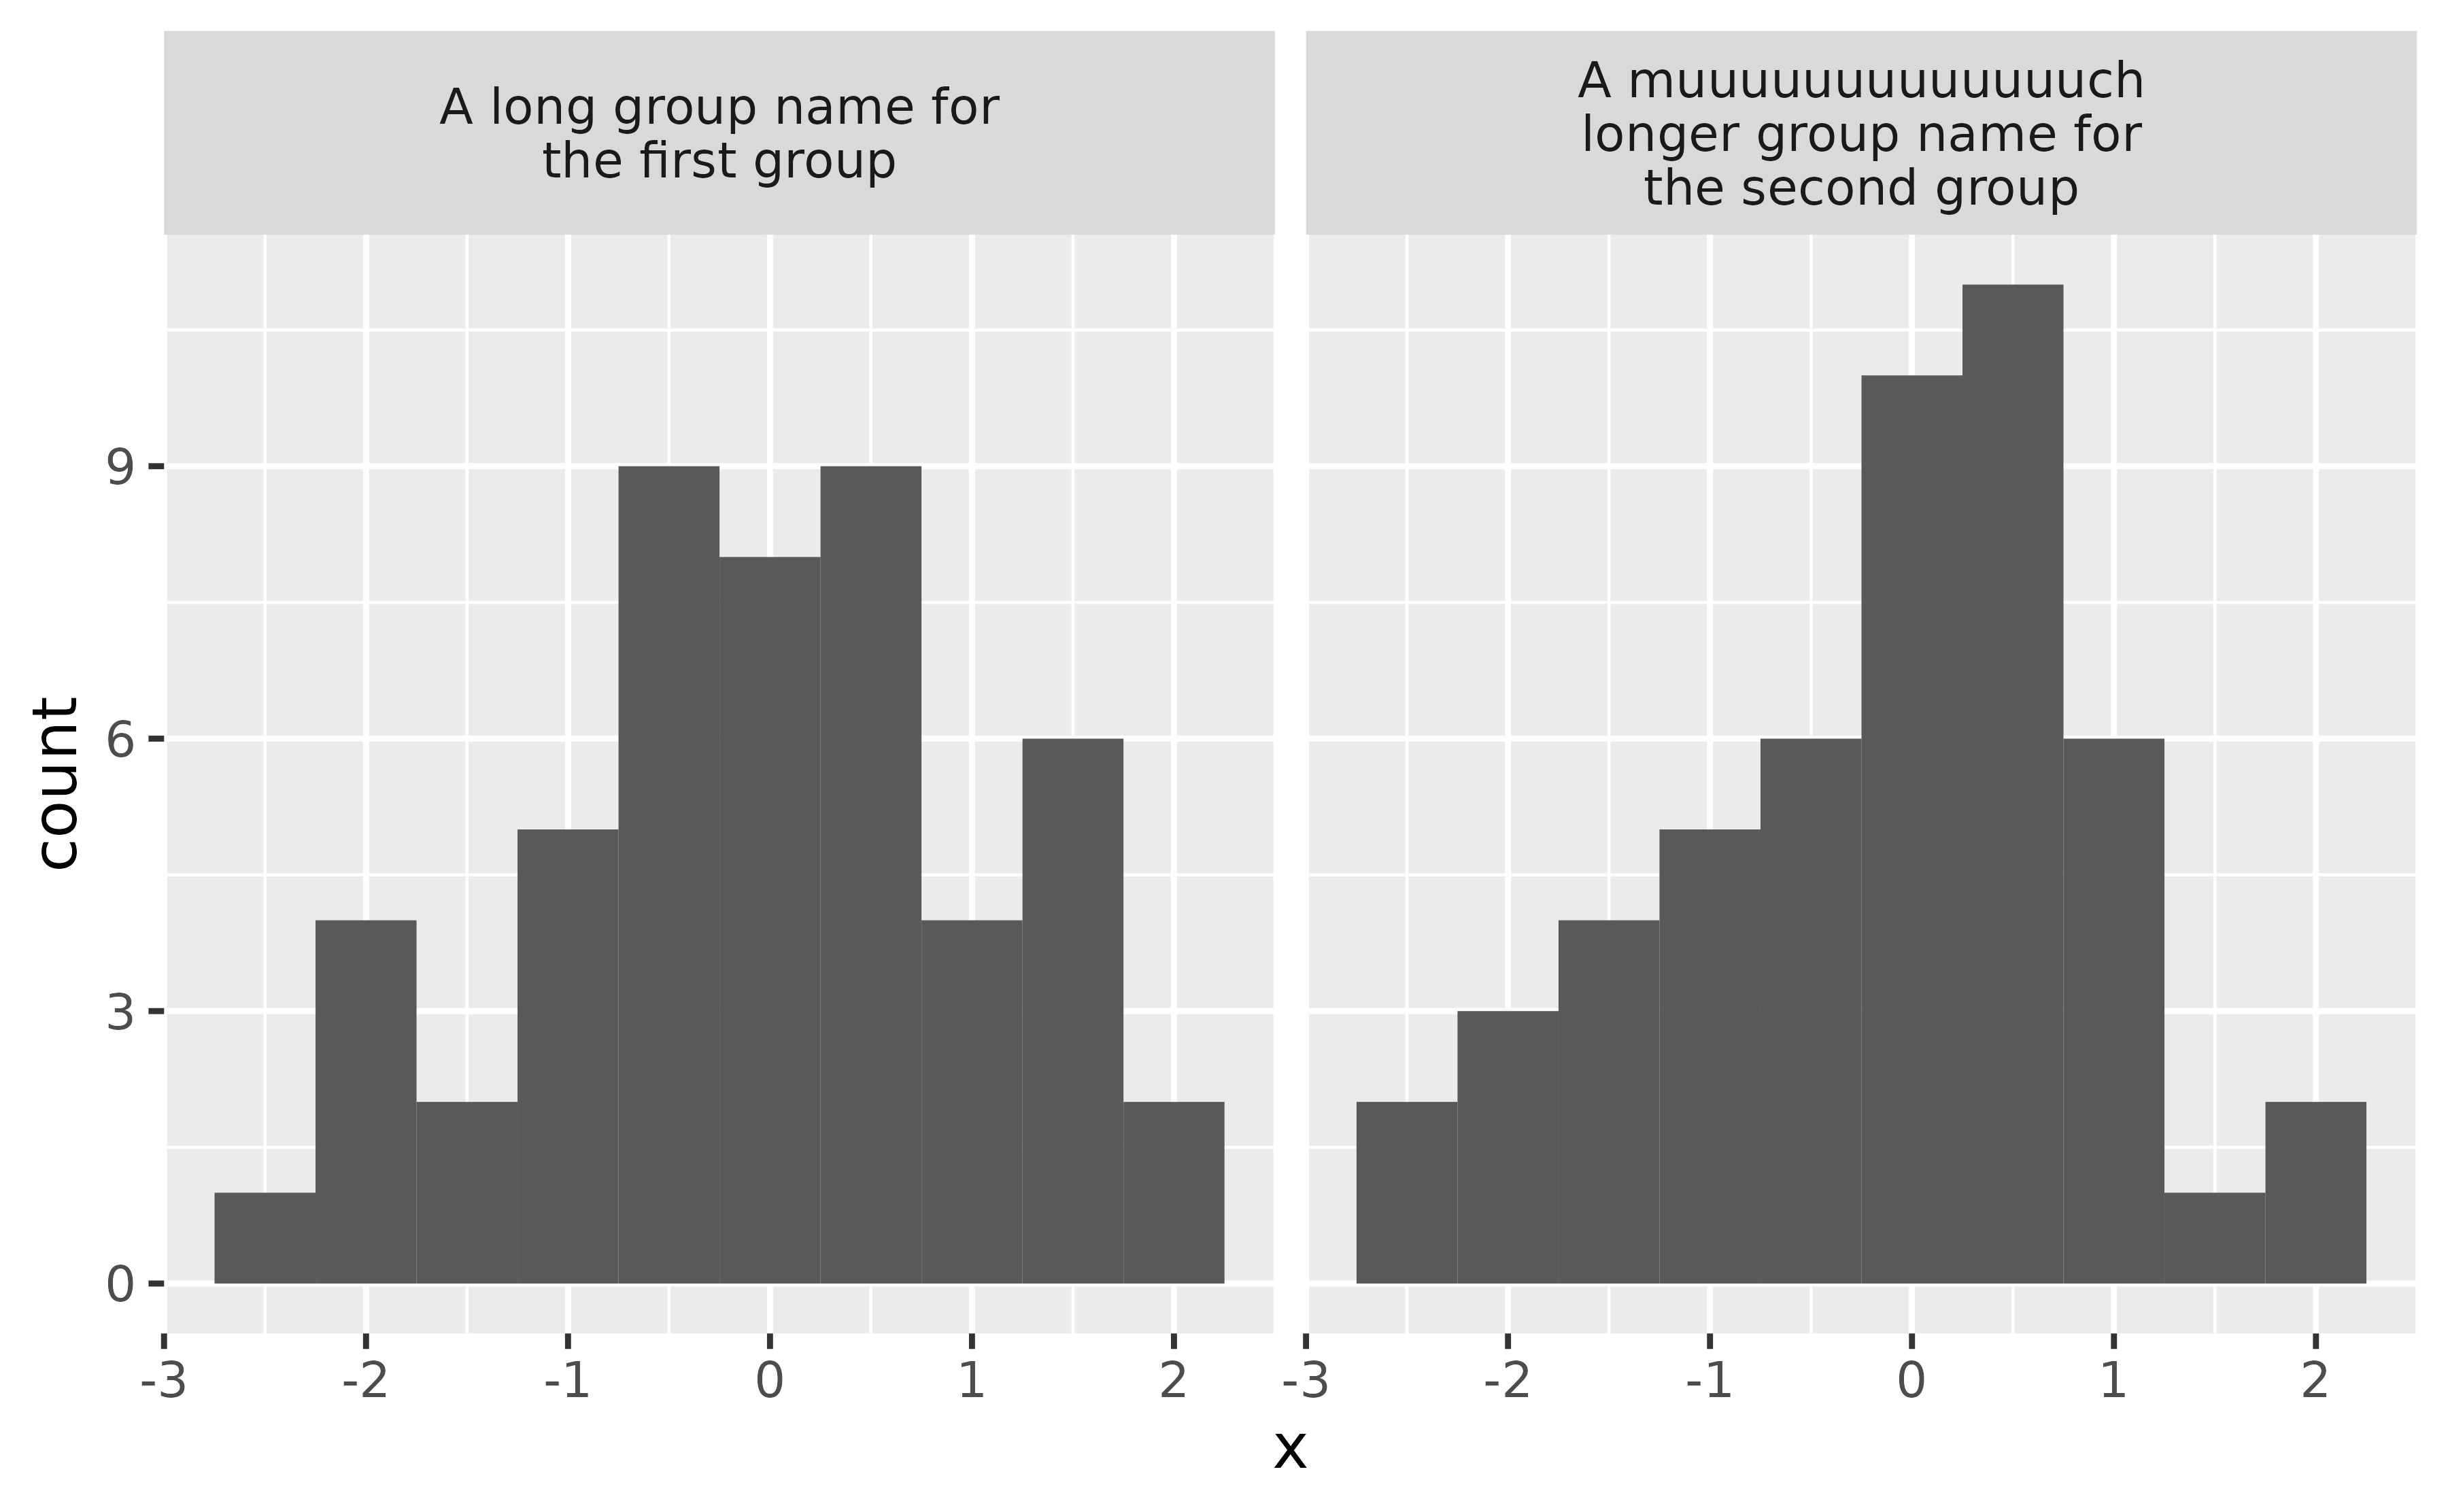 A long group name for
the first group
A muuuuuuuuuuuuuch
longer group name for
the second group
count
9
6
3
0
-3 -2 -1 0 1 2
-3 -2 -1 0 1 2
x